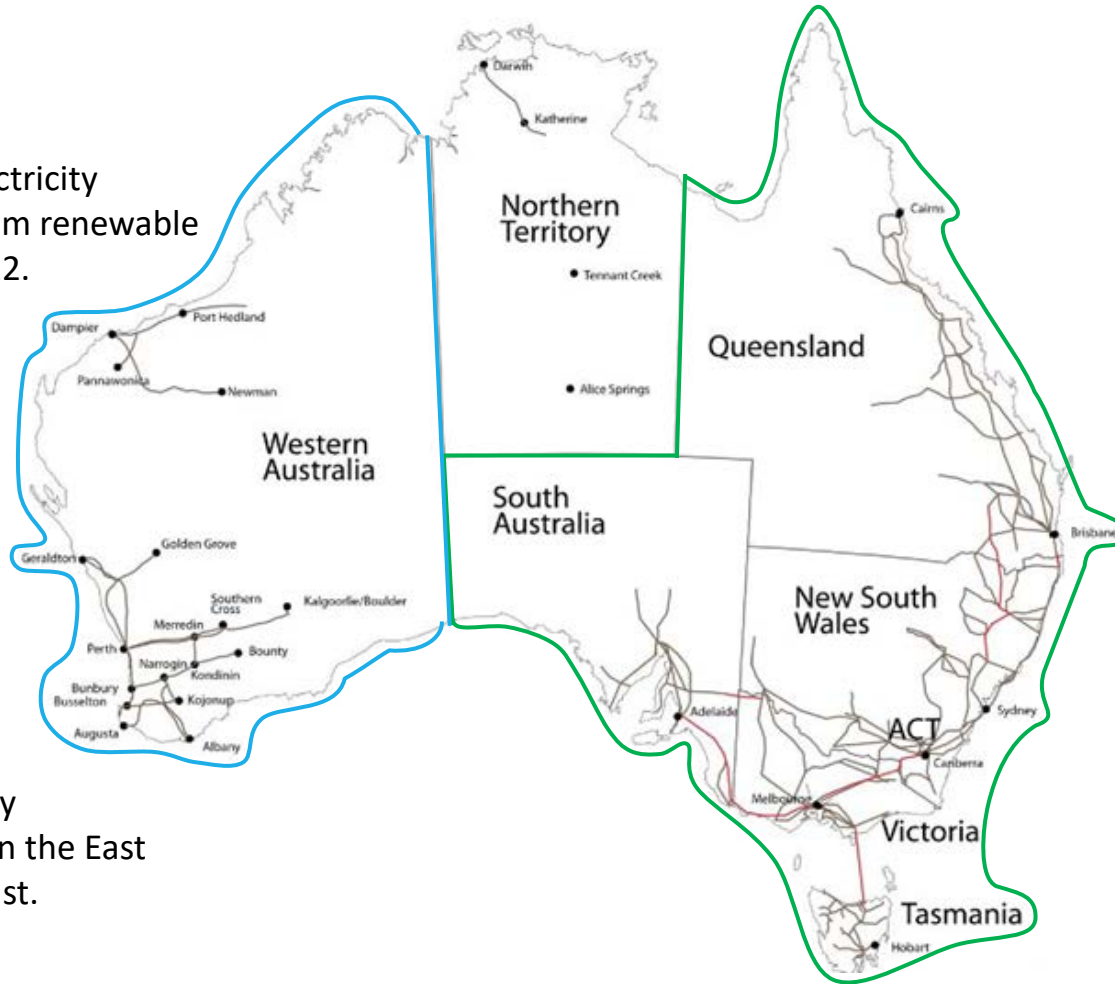 Darwin
Katherine
ctricity
m renewable
2.
Northern
Territory
Cairns
Tennant Creek
Port Hedland
Dampier
Queensland
Pannawonica
Newman
Alice Springs
Western
Australia
South
Australia
Brisbane
Golden Grove
Geraldton
Southern
Cross
Kalgoorlie/Boulder
New South
Wales
Merredin
Perth
Bounty
Narrogin
Kondinin
Bunbury
Busselton
Kojonup
Augusta
Albany
Adelaide
Sydney
ACT
Canberra
Melbourne
y
Victoria
n the East
st.
Tasmania
Hobart